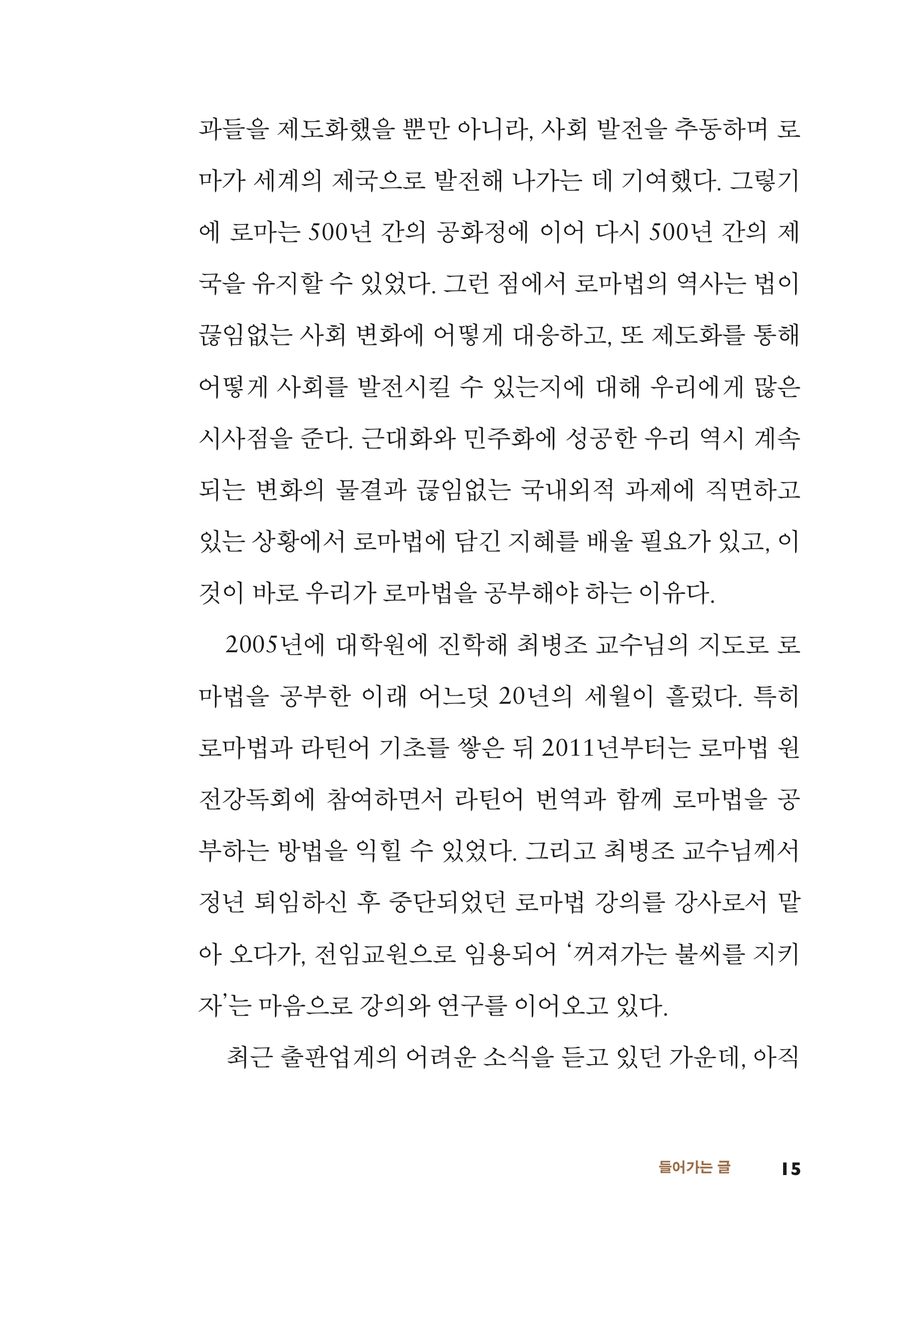 과들을 제도화했을 뿐만 아니라, 사회 발전을 추동하며 로
마가 세계의 제국으로 발전해 나가는 데 기여했다. 그렇기
에 로마는 500년 간의 공화정에 이어 다시 500년 간의 제
국을 유지할 수 있었다. 그런 점에서 로마법의 역사는 법이
끊임없는 사회 변화에 어떻게 대응하고, 또 제도화를 통해
어떻게 사회를 발전시킬 수 있는지에 대해 우리에게 많은
시사점을 준다. 근대화와 민주화에 성공한 우리 역시 계속
되는 변화의 물결과 끊임없는 국내외적 과제에 직면하고
있는 상황에서 로마법에 담긴 지혜를 배울 필요가 있고, 이
것이 바로 우리가 로마법을 공부해야 하는 이유다.
2005년에 대학원에 진학해 최병조 교수님의 지도로 로
마법을 공부한 이래 어느덧 20년의 세월이 흘렀다. 특히
로마법과 라틴어 기초를 쌓은 뒤 2011년부터는 로마법 원
전강독회에 참여하면서 라틴어 번역과 함께 로마법을 공
부하는 방법을 익힐 수 있었다. 그리고 최병조 교수님께서
정년 퇴임하신 후 중단되었던 로마법 강의를 강사로서 맡
아 오다가, 전임교원으로 임용되어 ‘꺼져가는 불씨를 지키
자’는 마음으로 강의와 연구를 이어오고 있다.
최근 출판업계의 어려운 소식을 듣고 있던 가운데, 아직
들어가는 글 15